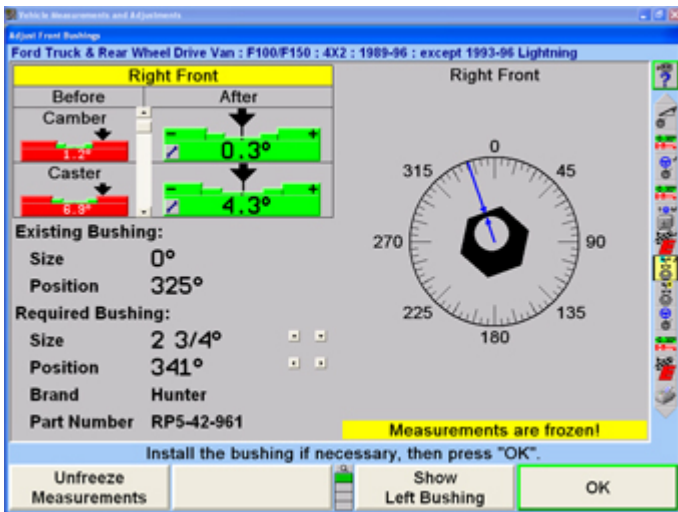 Vehicle Measurements and Adjustments
Adjust Front Bushings
Ford Truck & Rear Wheel Drive Van : F100/F150 : 4X2 : 1989-96 : except 1993-96 Lightning
Right Front
Before After
Camber
1.2° 0.3°
Caster
6.9° 4.3°
Existing Bushing:
Size 0°
Position 325°
Required Bushing:
Size 2 3/4°
Position 341°
Brand Hunter
Part Number RP5-42-961
Right Front
0
315 45
270 90
225 135
180
Measurements are frozen!
Install the bushing if necessary, then press "OK".
Unfreeze
Measurements
Show
Left Bushing
OK